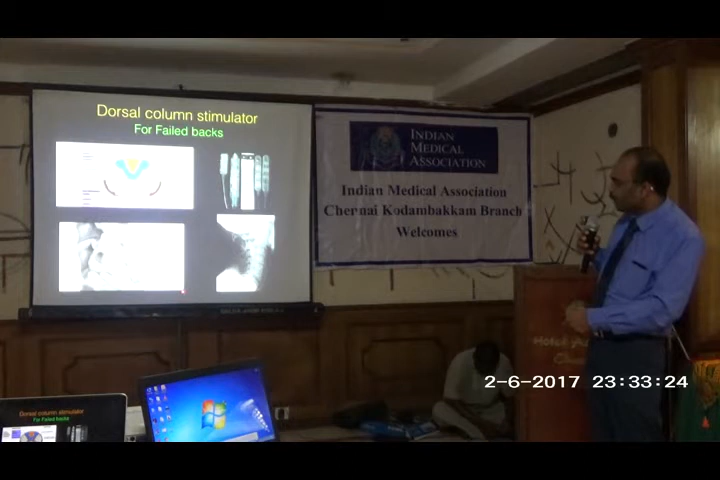 Dorsal column stimulator
For Failed backs
INDIAN
MEDICAL
ASSOCIATION
Indian Medical Association
Chennai Kodambakkam Branch
Welcomes
Hotel
2-6-2017 23:33:24
Dorsal column stimulator
For Failed backs